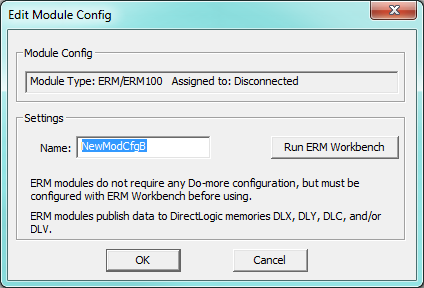 Edit Module Config
Module Config
Module Type: ERM/ERM100   Assigned to: Disconnected
Settings
Name: NewModCfgB Run ERM Workbench
ERM modules do not require any Do-more configuration, but must be
configured with ERM Workbench before using.
ERM modules publish data to DirectLogic memories DLX, DLY, DLC, and/or
DLV.
OK Cancel